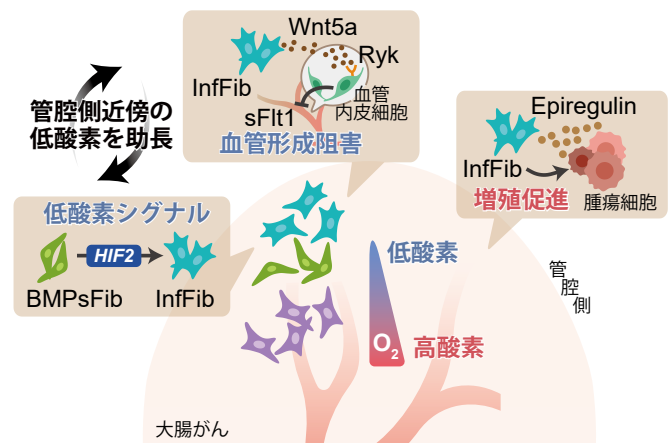 Wnt5a
Ryk
InfFib
sFlt1
血管
内皮細胞
血管形成阻害
管腔側近傍の
低酸素を助長
Epiregulin
InfFib
増殖促進
腫瘍細胞
低酸素シグナル
HIF2
BMPsFib
InfFib
低酸素
O2
高酸素
管腔側
大腸がん